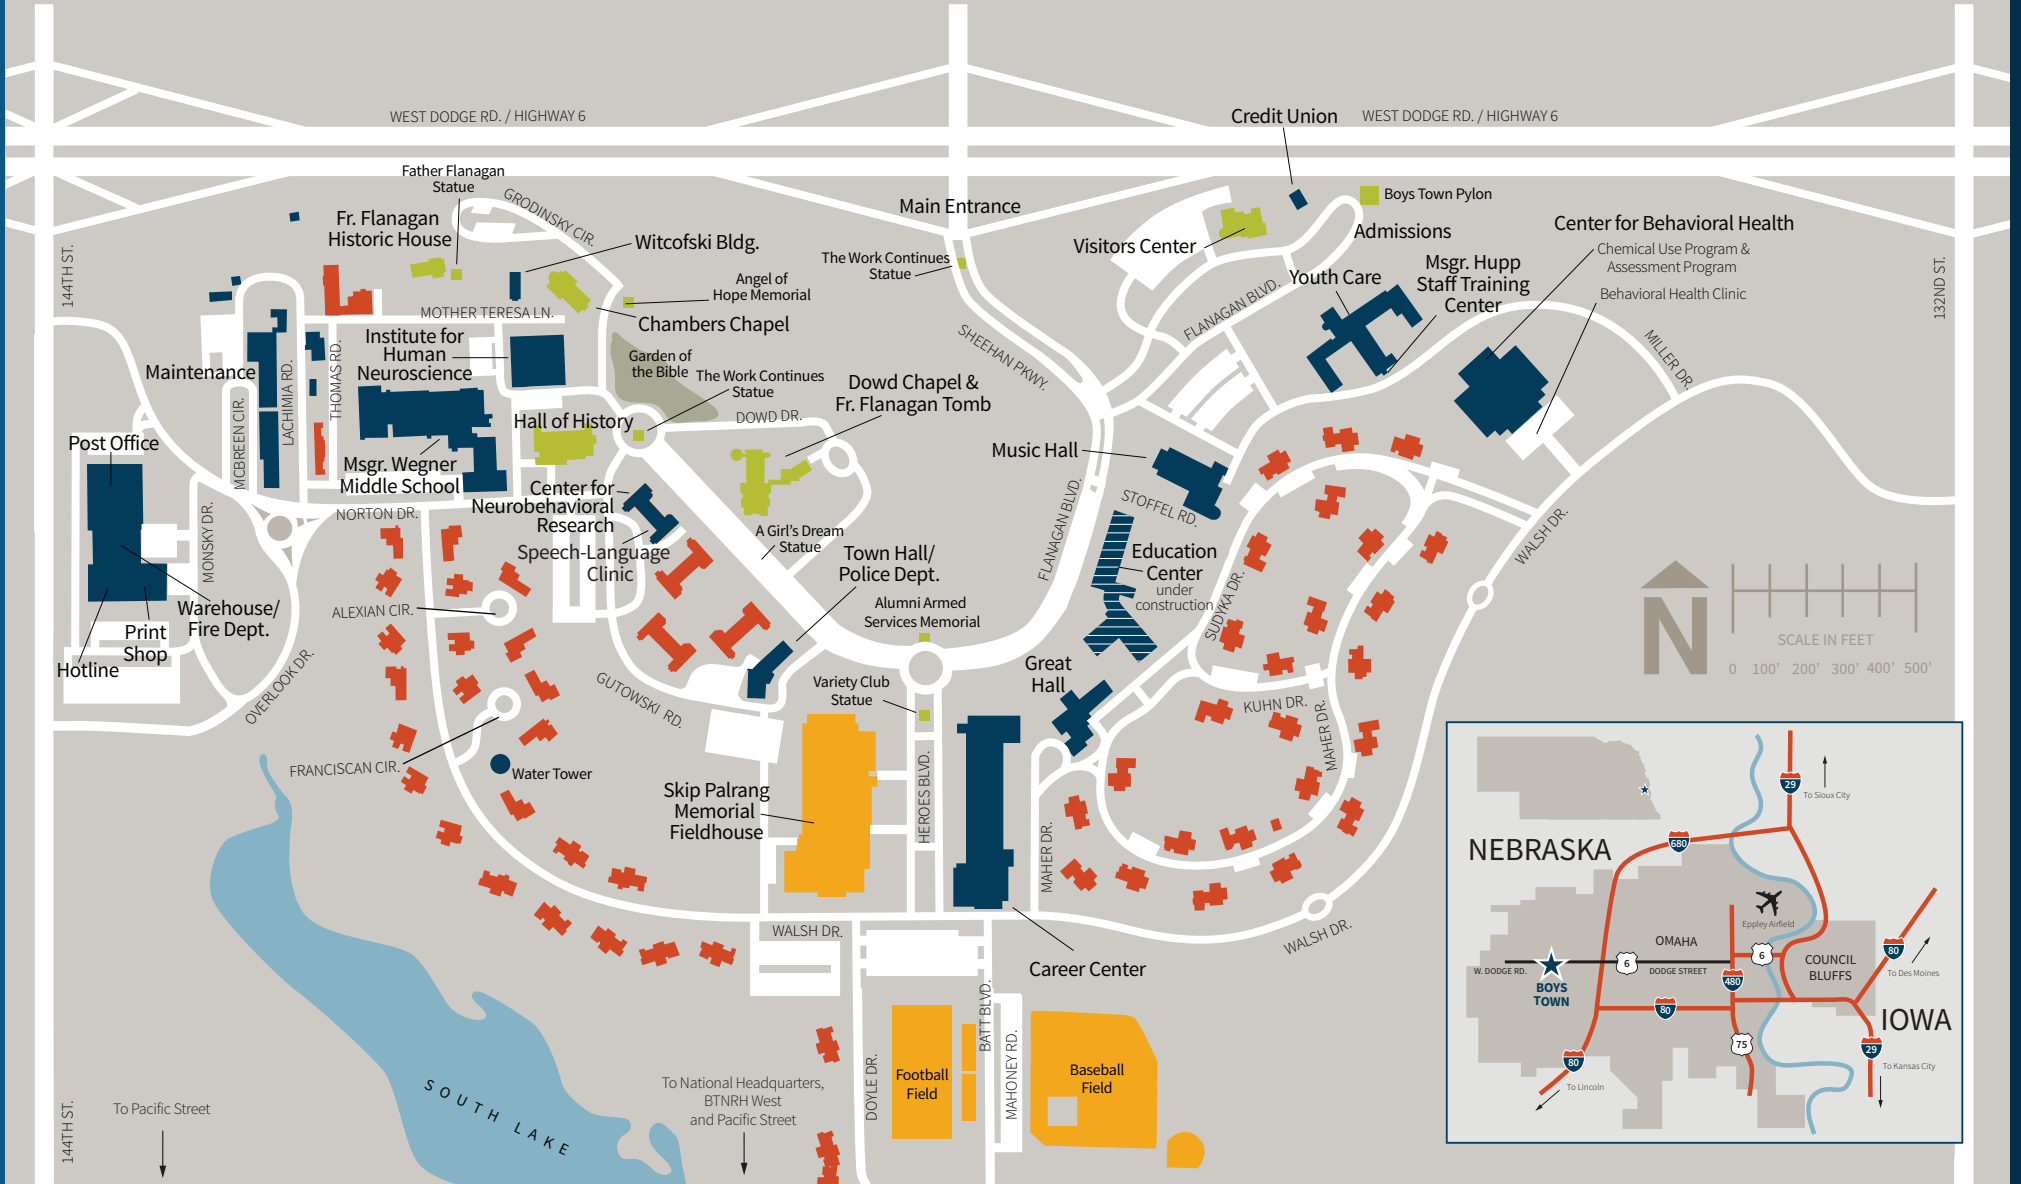 WEST DODGE RD. / HIGHWAY 6
WEST DODGE RD. / HIGHWAY 6
144TH ST.
132ND ST.
Father Flanagan
Statue
GRODINSKY CIR.
Fr. Flanagan
Historic House
Witcofski Bldg.
Angel of
Hope Memorial
MOTHER TERESA LN.
Chambers Chapel
Main Entrance
The Work Continues
Statue
Credit Union
Boys Town Pylon
Visitors Center
Admissions
Youth Care
Msgr. Hupp
Staff Training
Center
Center for Behavioral Health
Chemical Use Program &
Assessment Program
Behavioral Health Clinic
FLANAGAN BLVD.
SHEEHAN PKWY.
MILLER DR.
Institute for
Human
Neuroscience
Maintenance
LACHIMIA RD.
THOMAS RD.
MCBREEN CIR.
Garden of
the Bible
The Work Continues
Statue
Dowd Chapel &
Fr. Flanagan Tomb
DOWD DR.
Hall of History
Post Office
Msgr. Wegner
Middle School
Center for
Neurobehavioral
Research
Speech-Language
Clinic
NORTON DR.
MONSKY DR.
Music Hall
STOFFEL RD.
FLANAGAN BLVD.
A Girl's Dream
Statue
Town Hall/
Police Dept.
Alumni Armed
Services Memorial
Education
Center
under
construction
SUDYKA DR.
WALSH DR.
Warehouse/
Fire Dept.
Print
Shop
Hotline
ALEXIAN CIR.
OVERLOOK DR.
GUTOWSKI RD.
Variety Club
Statue
Great
Hall
KUHN DR.
MAHER DR.
N
SCALE IN FEET
0 100' 200' 300' 400' 500'
FRANCISCAN CIR.
Water Tower
Skip Palrang
Memorial
Fieldhouse
HEROES BLVD.
MAHER DR.
WALSH DR.
WALSH DR.
Career Center
BATT BLVD.
MAHONEY RD.
DOYLE DR.
Football
Field
Baseball
Field
SOUTH LAKE
144TH ST.
To Pacific Street
To National Headquarters,
BTNRH West
and Pacific Street
29
To Sioux City
NEBRASKA
680
Eppley Airfield
OMAHA
W. DODGE RD.
6
DODGE STREET
6
480
COUNCIL
BLUFFS
80
To Des Moines
BOYS
TOWN
80
IOWA
75
29
80
To Kansas City
To Lincoln